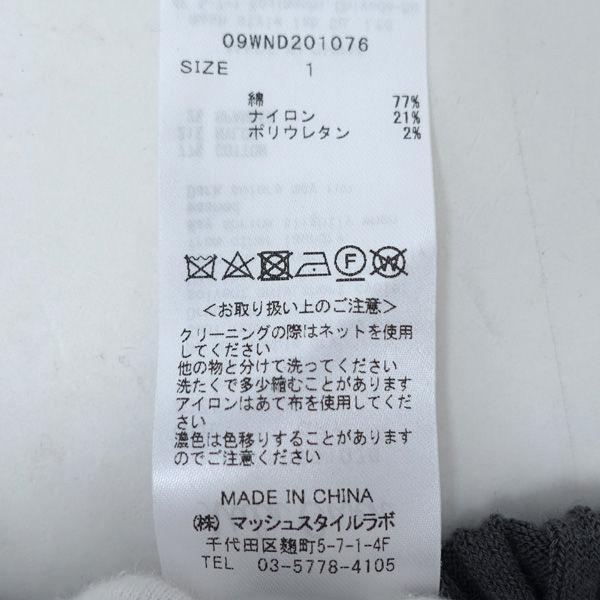 09WND201076
SIZE 1
綿 77%
ナイロン 21%
ポリウレタン 2%
＜お取り扱い上のご注意＞
クリーニングの際はネットを使用
してください
他の物と分けて洗ってください
洗たくで多少縮むことがあります
アイロンはあて布を使用してくだ
さい
濃色は色移りすることがあります
のでご注意ください
MADE IN CHINA
(株) マッシュスタイルラボ
千代田区麹町5-7-1-4F
TEL 03-5778-4105